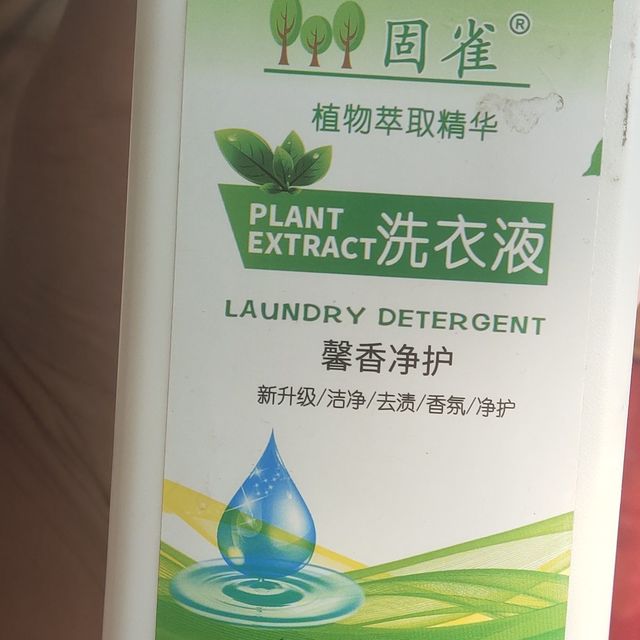 固雀®
植物萃取精华
PLANT
EXTRACT洗衣液
LAUNDRY DETERGENT
馨香净护
新升级/洁净/去渍/香氛/净护